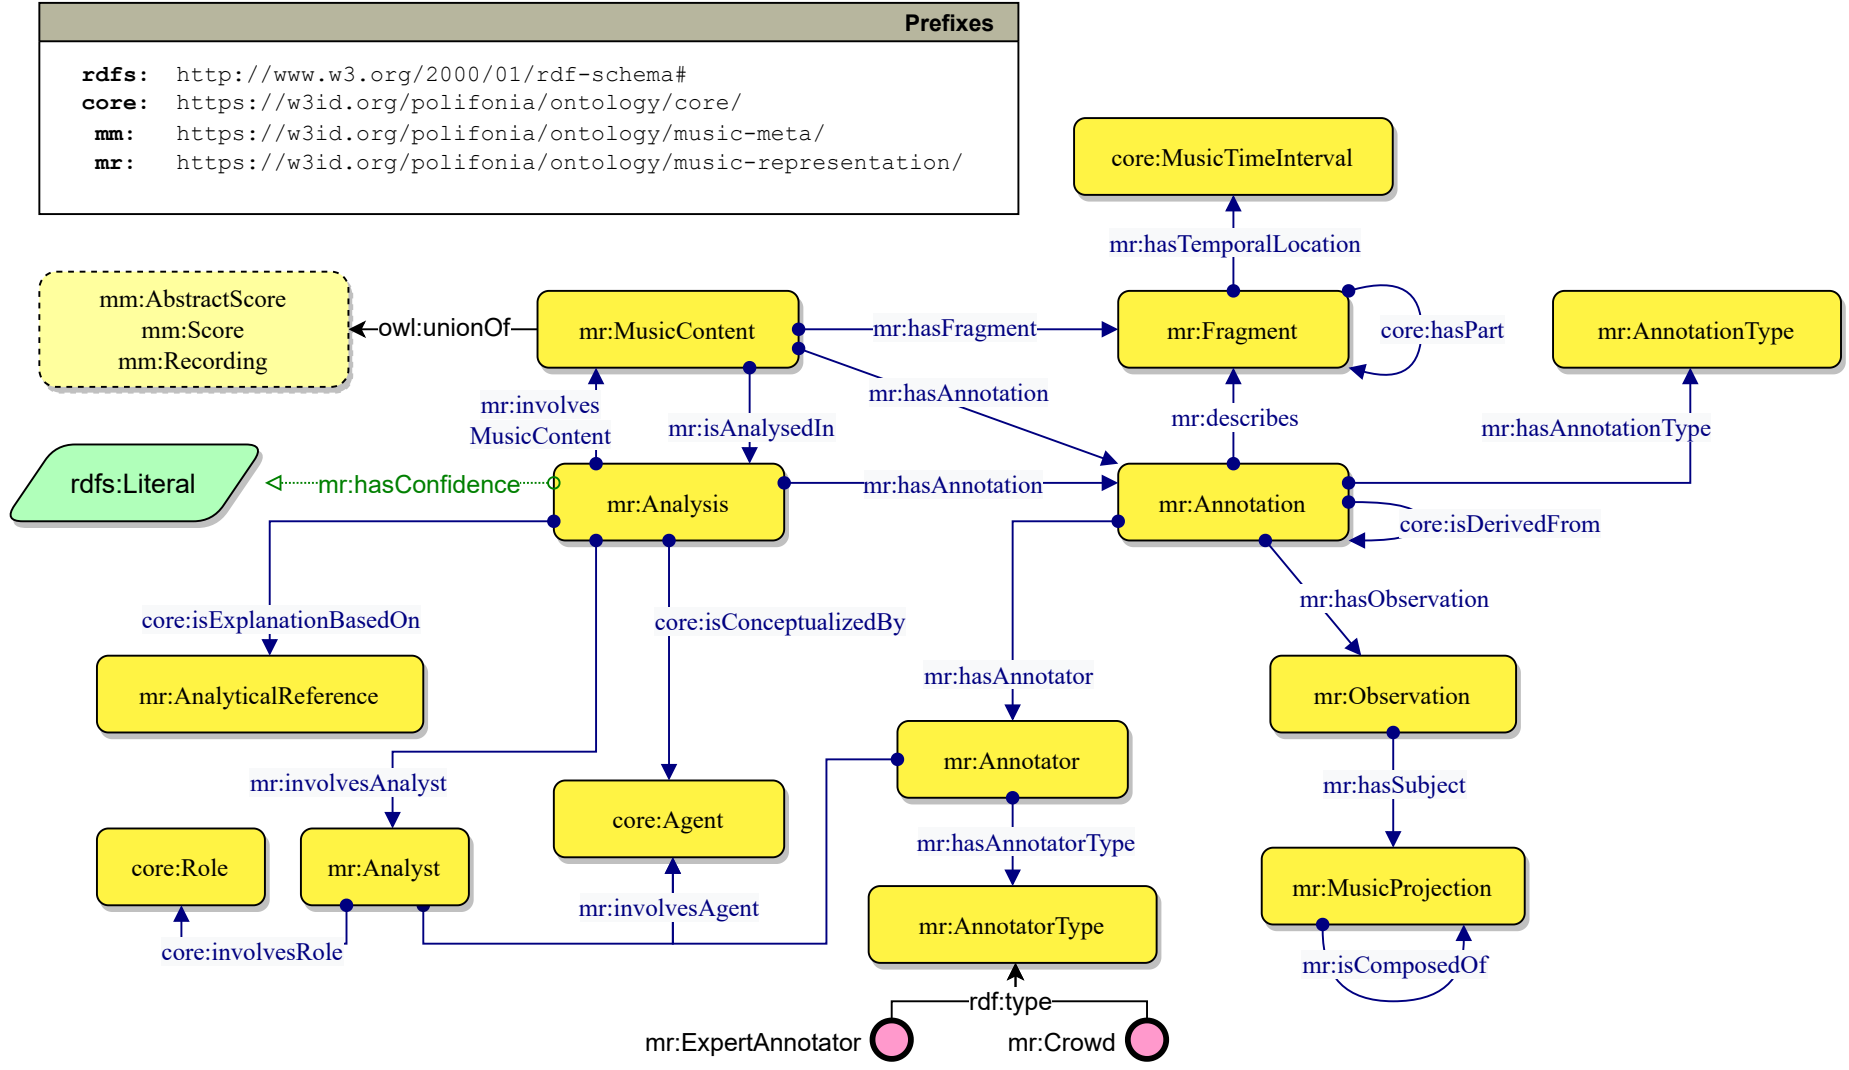 Prefixes
rdfs: http://www.w3.org/2000/01/rdf-schema#
core: https://w3id.org/polifonia/ontology/core/
mm: https://w3id.org/polifonia/ontology/music-meta/
mr: https://w3id.org/polifonia/ontology/music-representation/
core:MusicTimeInterval
mr:hasTemporalLocation
mm:AbstractScore
mm:Score
mm:Recording
owl:unionOf
mr:MusicContent
mr:hasFragment
mr:Fragment
core:hasPart
mr:AnnotationType
mr:involves
MusicContent
mr:isAnalysedIn
mr:hasAnnotation
mr:describes
mr:hasAnnotationType
rdfs:Literal
mr:hasConfidence
mr:Analysis
mr:hasAnnotation
mr:Annotation
core:isDerivedFrom
core:isExplanationBasedOn
core:isConceptualizedBy
mr:hasObservation
mr:AnalyticalReference
mr:hasAnnotator
mr:Observation
mr:involvesAnalyst
mr:Annotator
mr:hasSubject
core:Role
mr:Analyst
core:Agent
mr:hasAnnotatorType
mr:MusicProjection
core:involvesRole
mr:involvesAgent
mr:AnnotatorType
mr:isComposedOf
rdf:type
mr:ExpertAnnotator
mr:Crowd